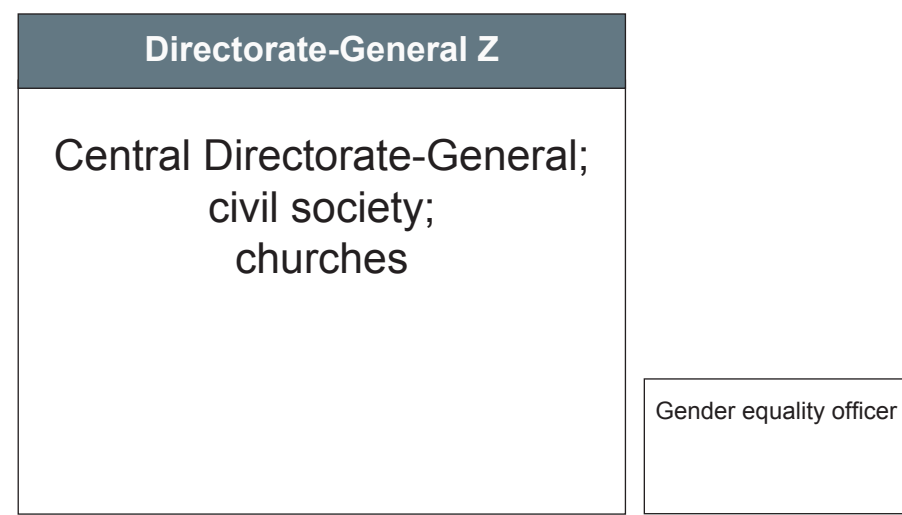 Directorate-General Z
Central Directorate-General;
civil society;
churches
Gender equality officer